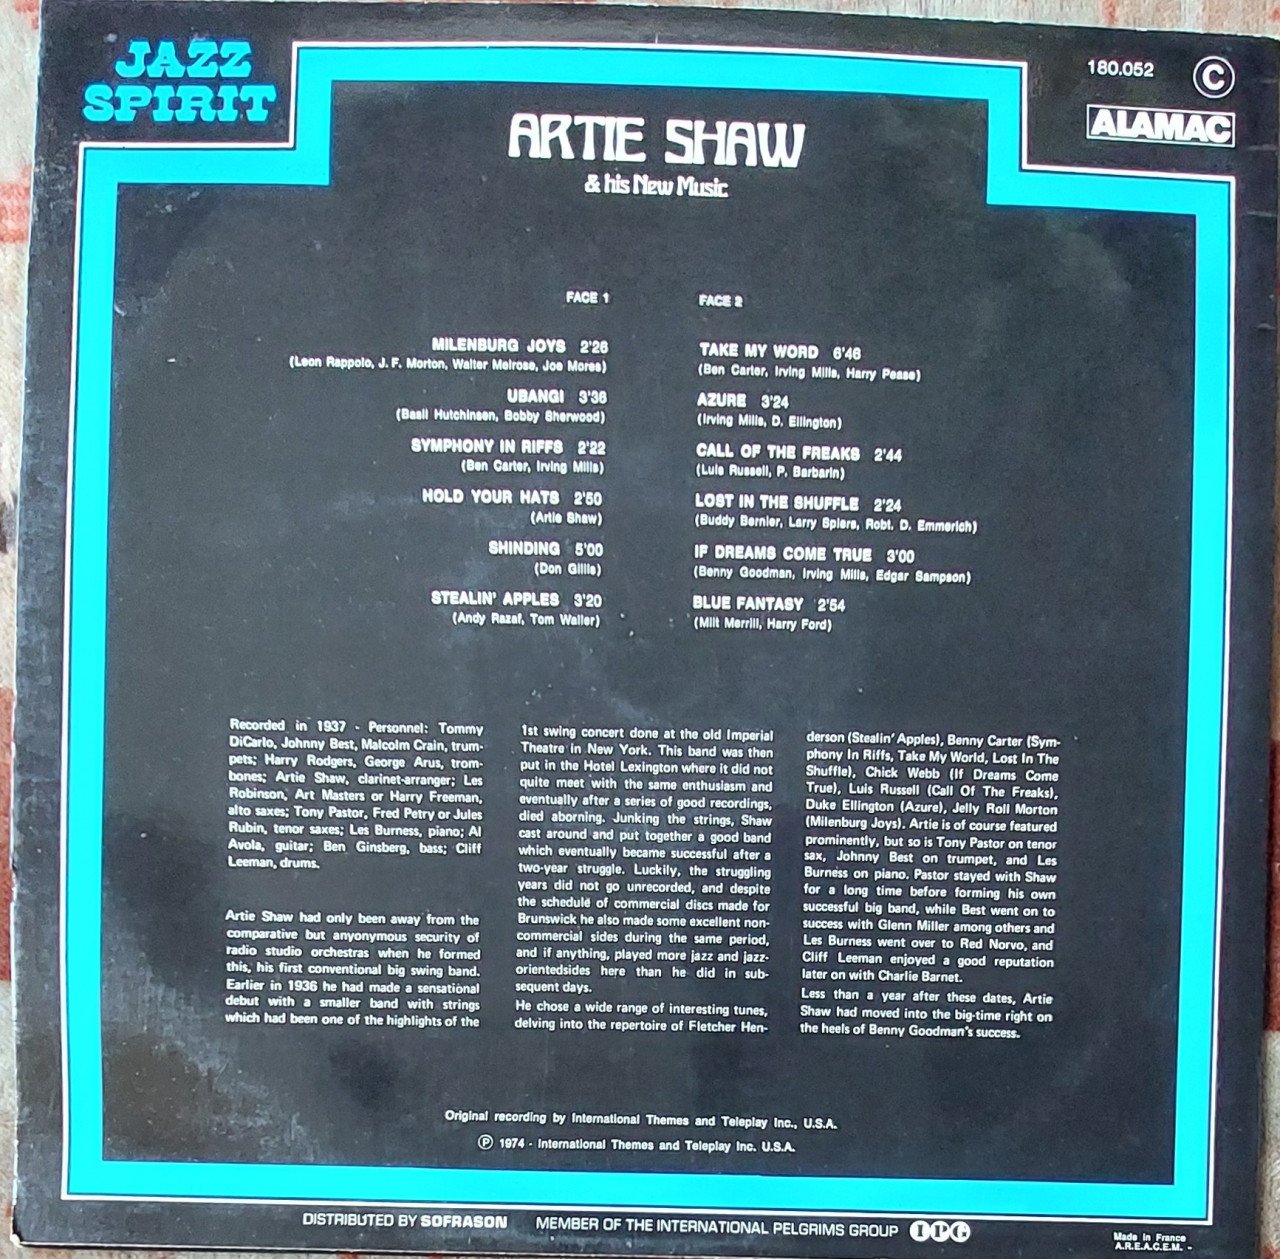 JAZZ
SPIRIT
180.052 C
ALAMAC
ARTIE SHAW
& his New Music
FACE 1
MILENBURG JOYS 2'26
(Leon Rappolo, J. F. Morton, Walter Melrose, Joe Mores)
UBANGI 3'36
(Basil Hutchinson, Bobby Sherwood)
SYMPHONY IN RIFFS 2'22
(Ben Carter, Irving Mills)
HOLD YOUR HATS 2'50
(Artie Shaw)
SHINDING 5'00
(Don Gillis)
STEALIN' APPLES 3'20
(Andy Razaf, Tom Waller)
FACE 2
TAKE MY WORD 6'46
(Ben Carter, Irving Mills, Harry Pease)
AZURE 3'24
(Irving Mills, D. Ellington)
CALL OF THE FREAKS 2'44
(Luis Russell, P. Barbarin)
LOST IN THE SHUFFLE 2'24
(Buddy Bernier, Larry Spiers, Robt. D. Emmerich)
IF DREAMS COME TRUE 3'00
(Benny Goodman, Irving Mills, Edgar Sampson)
BLUE FANTASY 2'54
(Milt Merrill, Harry Ford)
Recorded in 1937 - Personnel: Tommy
DiCarlo, Johnny Best, Malcolm Crain, trum-
pets; Harry Rodgers, George Arus, trom-
bones; Artie Shaw, clarinet-arranger; Les
Robinson, Art Masters or Harry Freeman,
alto saxes; Tony Pastor, Fred Petry or Jules
Rubin, tenor saxes; Les Burness, piano; Al
Avola, guitar; Ben Ginsberg, bass; Cliff
Leeman, drums.
Artie Shaw had only been away from the
comparative but anyonymous security of
radio studio orchestras when he formed
this, his first conventional big swing band.
Earlier in 1936 he had made a sensational
debut with a smaller band with strings
which had been one of the highlights of the
1st swing concert done at the old Imperial
Theatre in New York. This band was then
put in the Hotel Lexington where it did not
quite meet with the same enthusiasm and
eventually after a series of good recordings,
died aborning. Junking the strings, Shaw
cast around and put together a good band
which eventually became successful after a
two-year struggle. Luckily, the struggling
years did not go unrecorded, and despite
the schedulé of commercial discs made for
Brunswick he also made some excellent non-
commercial sides during the same period,
and if anything, played more jazz and jazz-
orientedsides here than he did in sub-
sequent days.
He chose a wide range of interesting tunes,
delving into the repertoire of Fletcher Hen-
derson (Stealin' Apples), Benny Carter (Sym-
phony In Riffs, Take My World, Lost In The
Shuffle), Chick Webb (If Dreams Come
True), Luis Russell (Call Of The Freaks),
Duke Ellington (Azure), Jelly Roll Morton
(Milenburg Joys). Artie is of course featured
prominently, but so is Tony Pastor on tenor
sax, Johnny Best on trumpet, and Les
Burness on piano. Pastor stayed with Shaw
for a long time before forming his own
successful big band, while Best went on to
success with Glenn Miller among others and
Les Burness went over to Red Norvo, and
Cliff Leeman enjoyed a good reputation
later on with Charlie Barnet.
Less than a year after these dates, Artie
Shaw had moved into the big-time right on
the heels of Benny Goodman's success.
Original recording by International Themes and Teleplay Inc., U.S.A.
Ⓟ 1974 - International Themes and Teleplay Inc. U.S.A.
DISTRIBUTED BY SOFRASON MEMBER OF THE INTERNATIONAL PELGRIMS GROUP IPG
Made in France
A.R.E.A.C.E.M. -